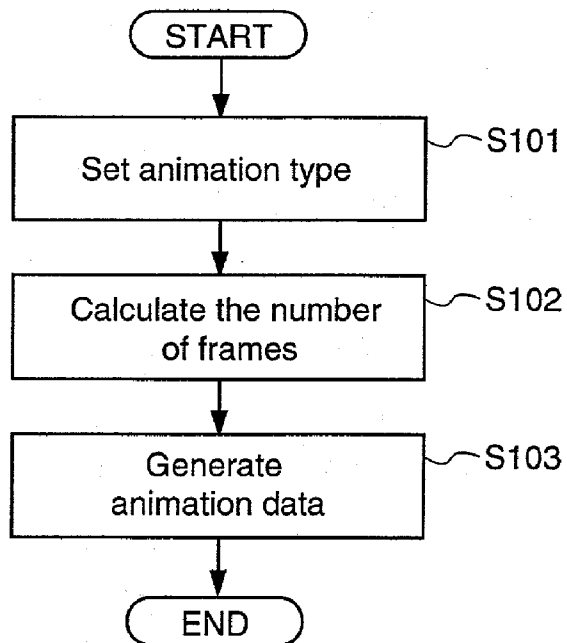 START
Set animation type
S101
Calculate the number
of frames
S102
Generate
animation data
S103
END